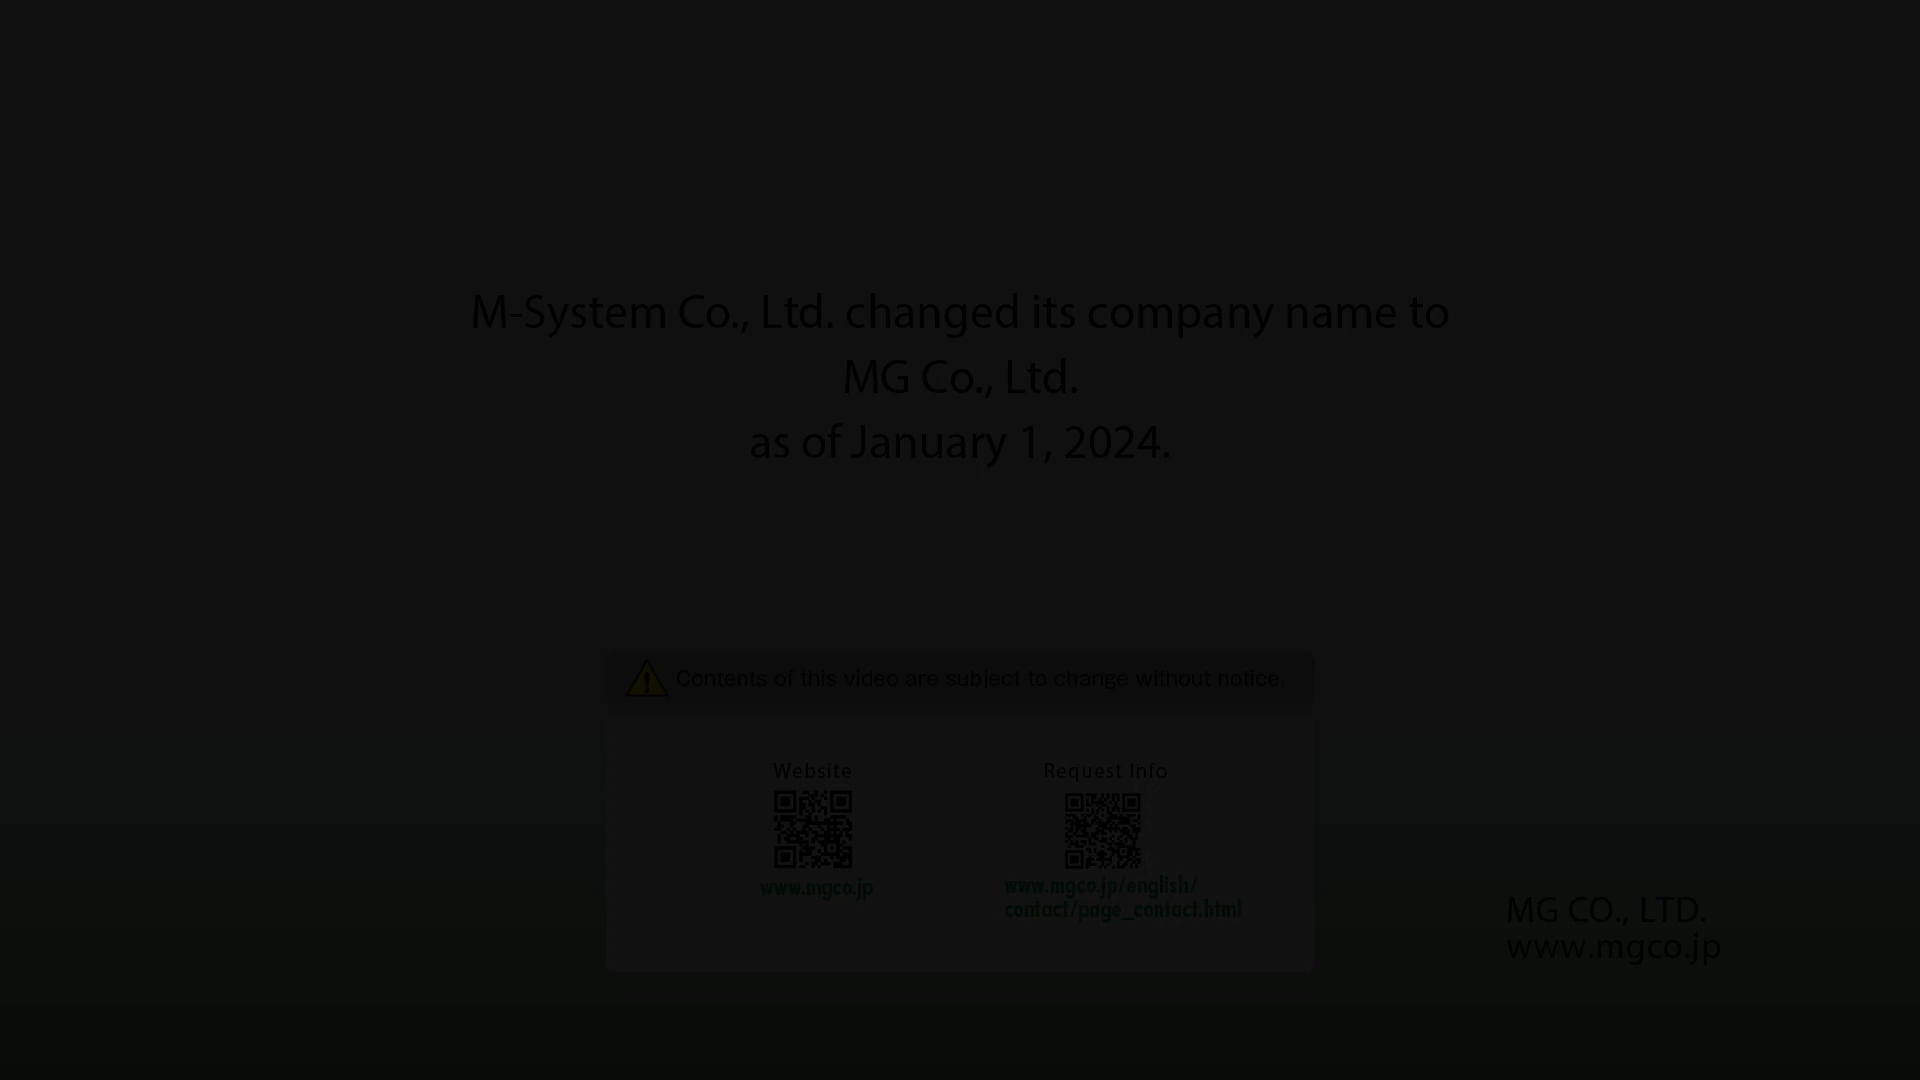 M-System Co., Ltd. changed its company name to
MG Co., Ltd.
as of January 1, 2024.
Contents of this video are subject to change without notice.
Website
www.mgco.jp
Request Info
www.mgco.jp/english/
contact/page_contact.html
MG CO., LTD.
www.mgco.jp